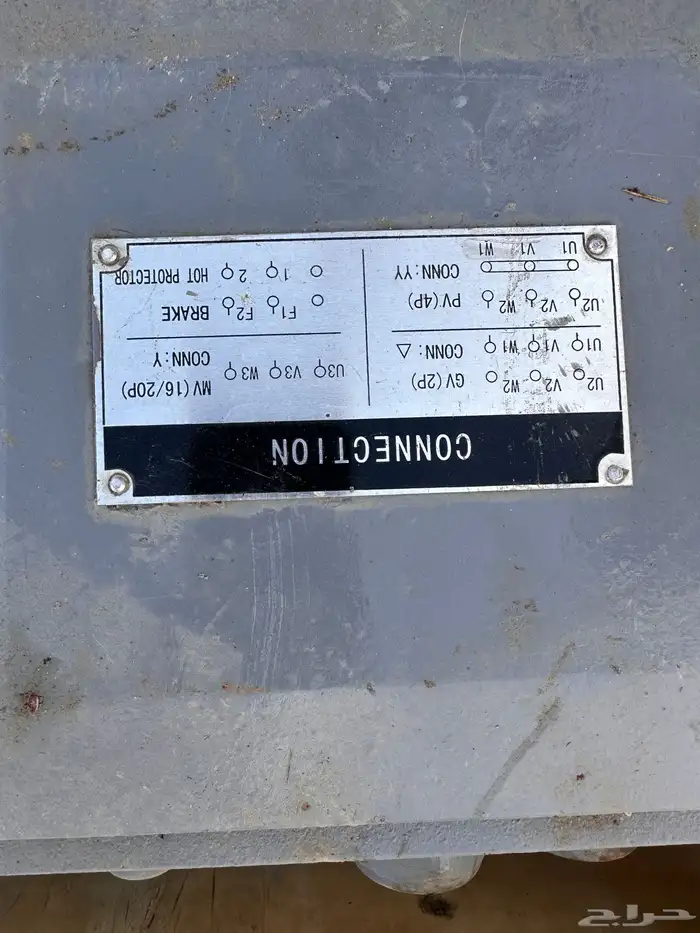 CONNECTION
U2 V2 W2 GV(2P)
U1 V1 W1 CONN:△
U2 V2 W2 PV(4P)
CONN:YY
U1 V1 W1
MV(16/20P)
U3 V3 W3
CONN:Y
F1 F2 BRAKE
1 2 HOT PROTECTOR
حراج